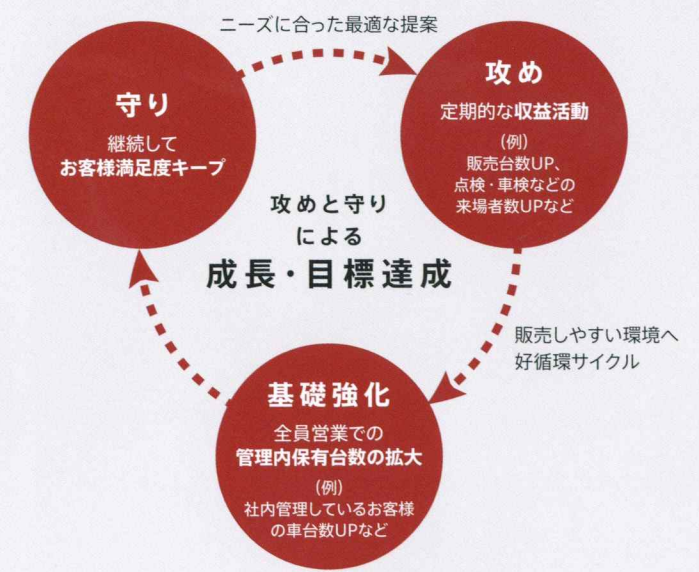 ニーズに合った最適な提案
守り
継続して
お客様満足度キープ
攻め
定期的な収益活動
(例)
販売台数UP、
点検・車検などの
来場者数UPなど
攻めと守り
による
成長・目標達成
販売しやすい環境へ
好循環サイクル
基礎強化
全員営業での
管理内保有台数の拡大
(例)
社内管理しているお客様
の車台数UPなど